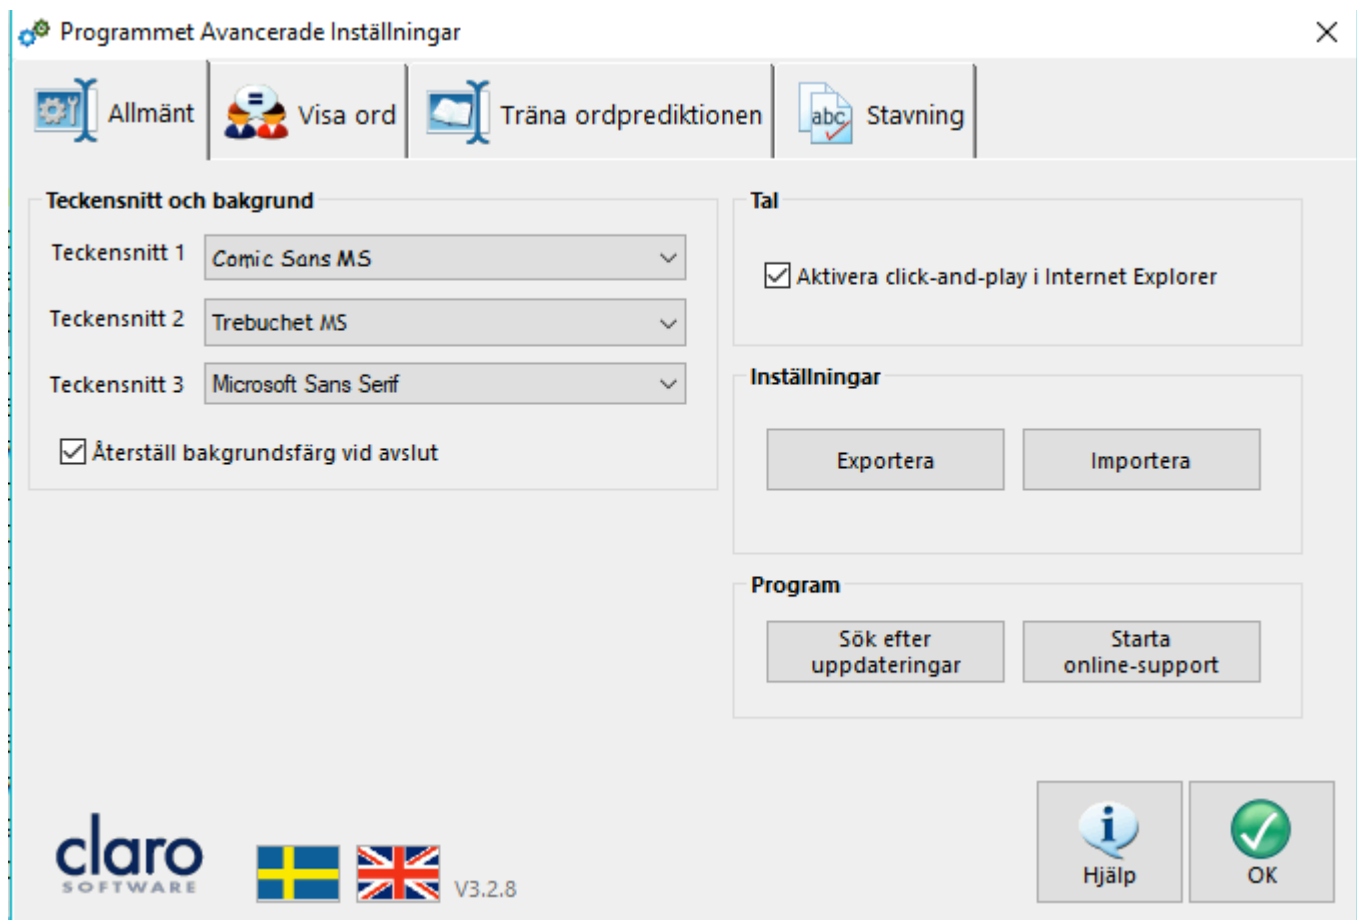 Programmet Avancerade Inställningar
Allmänt
Visa ord
Träna ordprediktionen
abc
Stavning
Teckensnitt och bakgrund
Teckensnitt 1
Comic Sans MS
Teckensnitt 2
Trebuchet MS
Teckensnitt 3
Microsoft Sans Serif
Återställ bakgrundsfärg vid avslut
Tal
Aktivera click-and-play i Internet Explorer
Inställningar
Exportera
Importera
Program
Sök efter
uppdateringar
Starta
online-support
claro
SOFTWARE
V3.2.8
i
Hjälp
OK